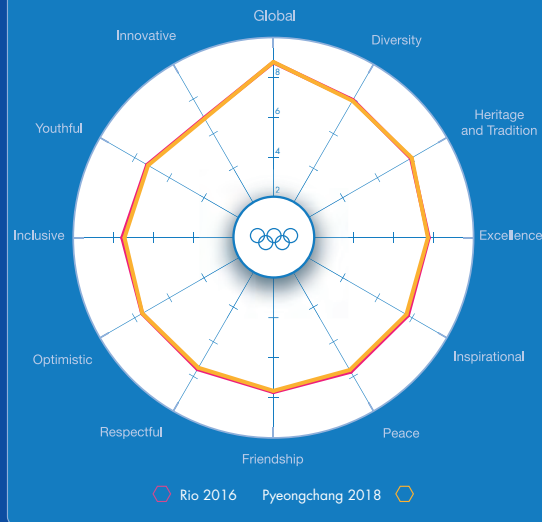 Global
Innovative
Diversity
Heritage
and Tradition
Youthful
8
6
4
2
Inclusive
Excellence
Optimistic
Inspirational
Respectful
Peace
Friendship
Rio 2016
Pyeongchang 2018